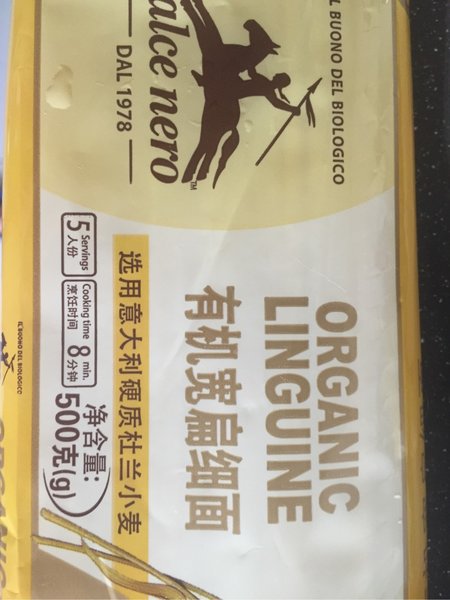 IL BUONO DEL BIOLOGICO
alce nero™
DAL 1978
ORGANIC
LINGUINE
有机宽扁细面
选用意大利硬质杜兰小麦
5 Servings
人份
Cooking time 8 min.
烹饪时间 分钟
净含量:
500克(g)
IL BUONO DEL BIOLOGICO